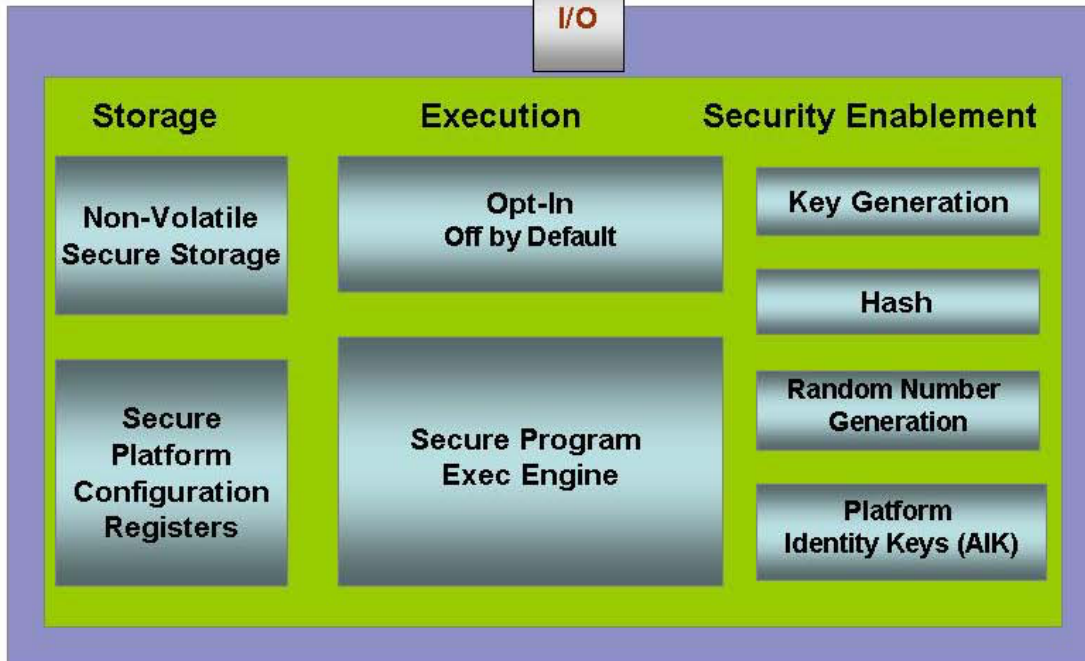 I/O
Storage
Execution
Security Enablement
Non-Volatile
Secure Storage
Secure
Platform
Configuration
Registers
Opt-In
Off by Default
Secure Program
Exec Engine
Key Generation
Hash
Random Number
Generation
Platform
Identity Keys (AIK)